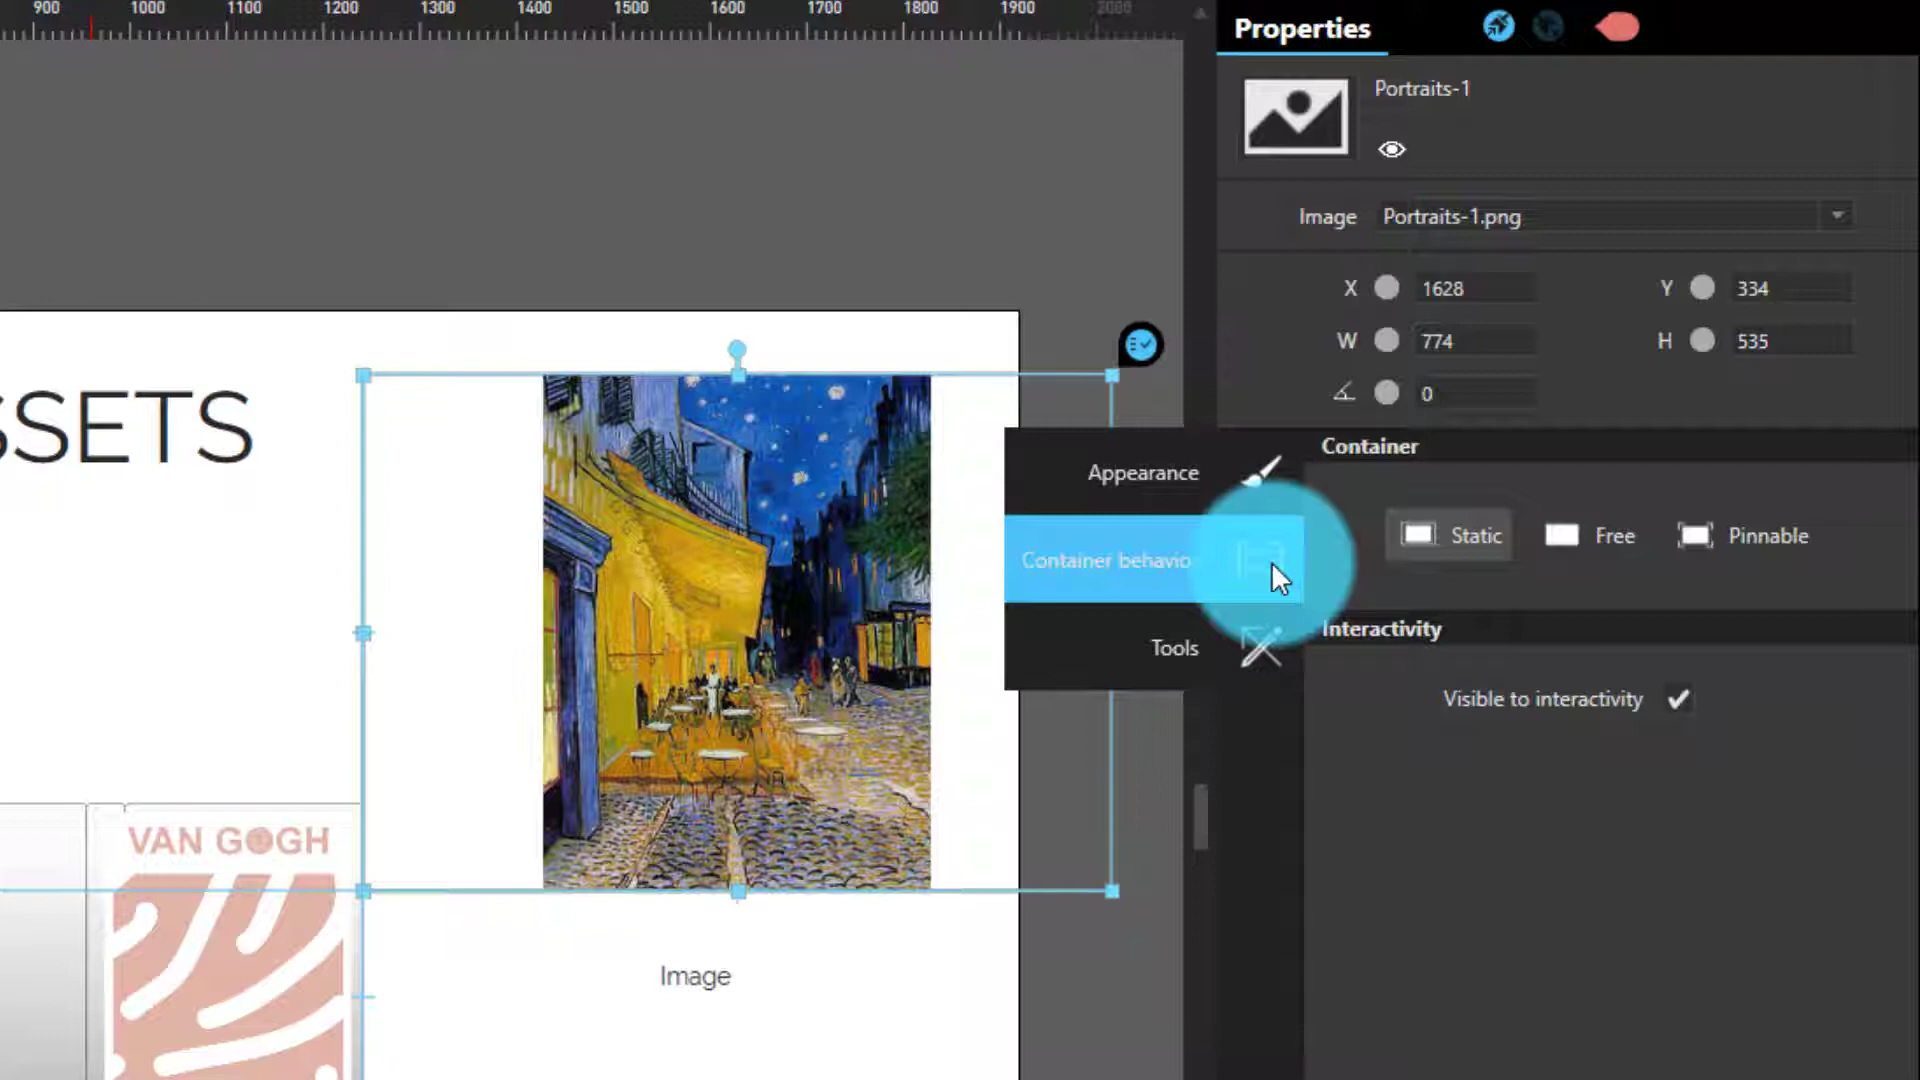 900 1000 1100 1200 1300 1400 1500 1600 1700 1800 1900 2000
Properties
Portraits-1
Image Portraits-1.png
X 1628 Y 334
W 774 H 535
0
SSETS
Appearance
Container
Container behavio
Static Free Pinnable
Tools
Interactivity
Visible to interactivity
VAN GOGH
Image